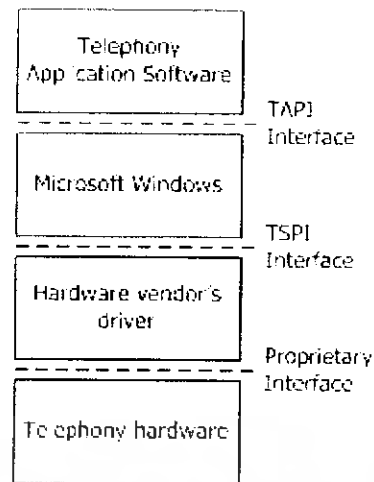 Telephony
Application Software
TAPI
Interface
Microsoft Windows
TSPI
Interface
Hardware vendor's
driver
Proprietary
Interface
Telephony hardware